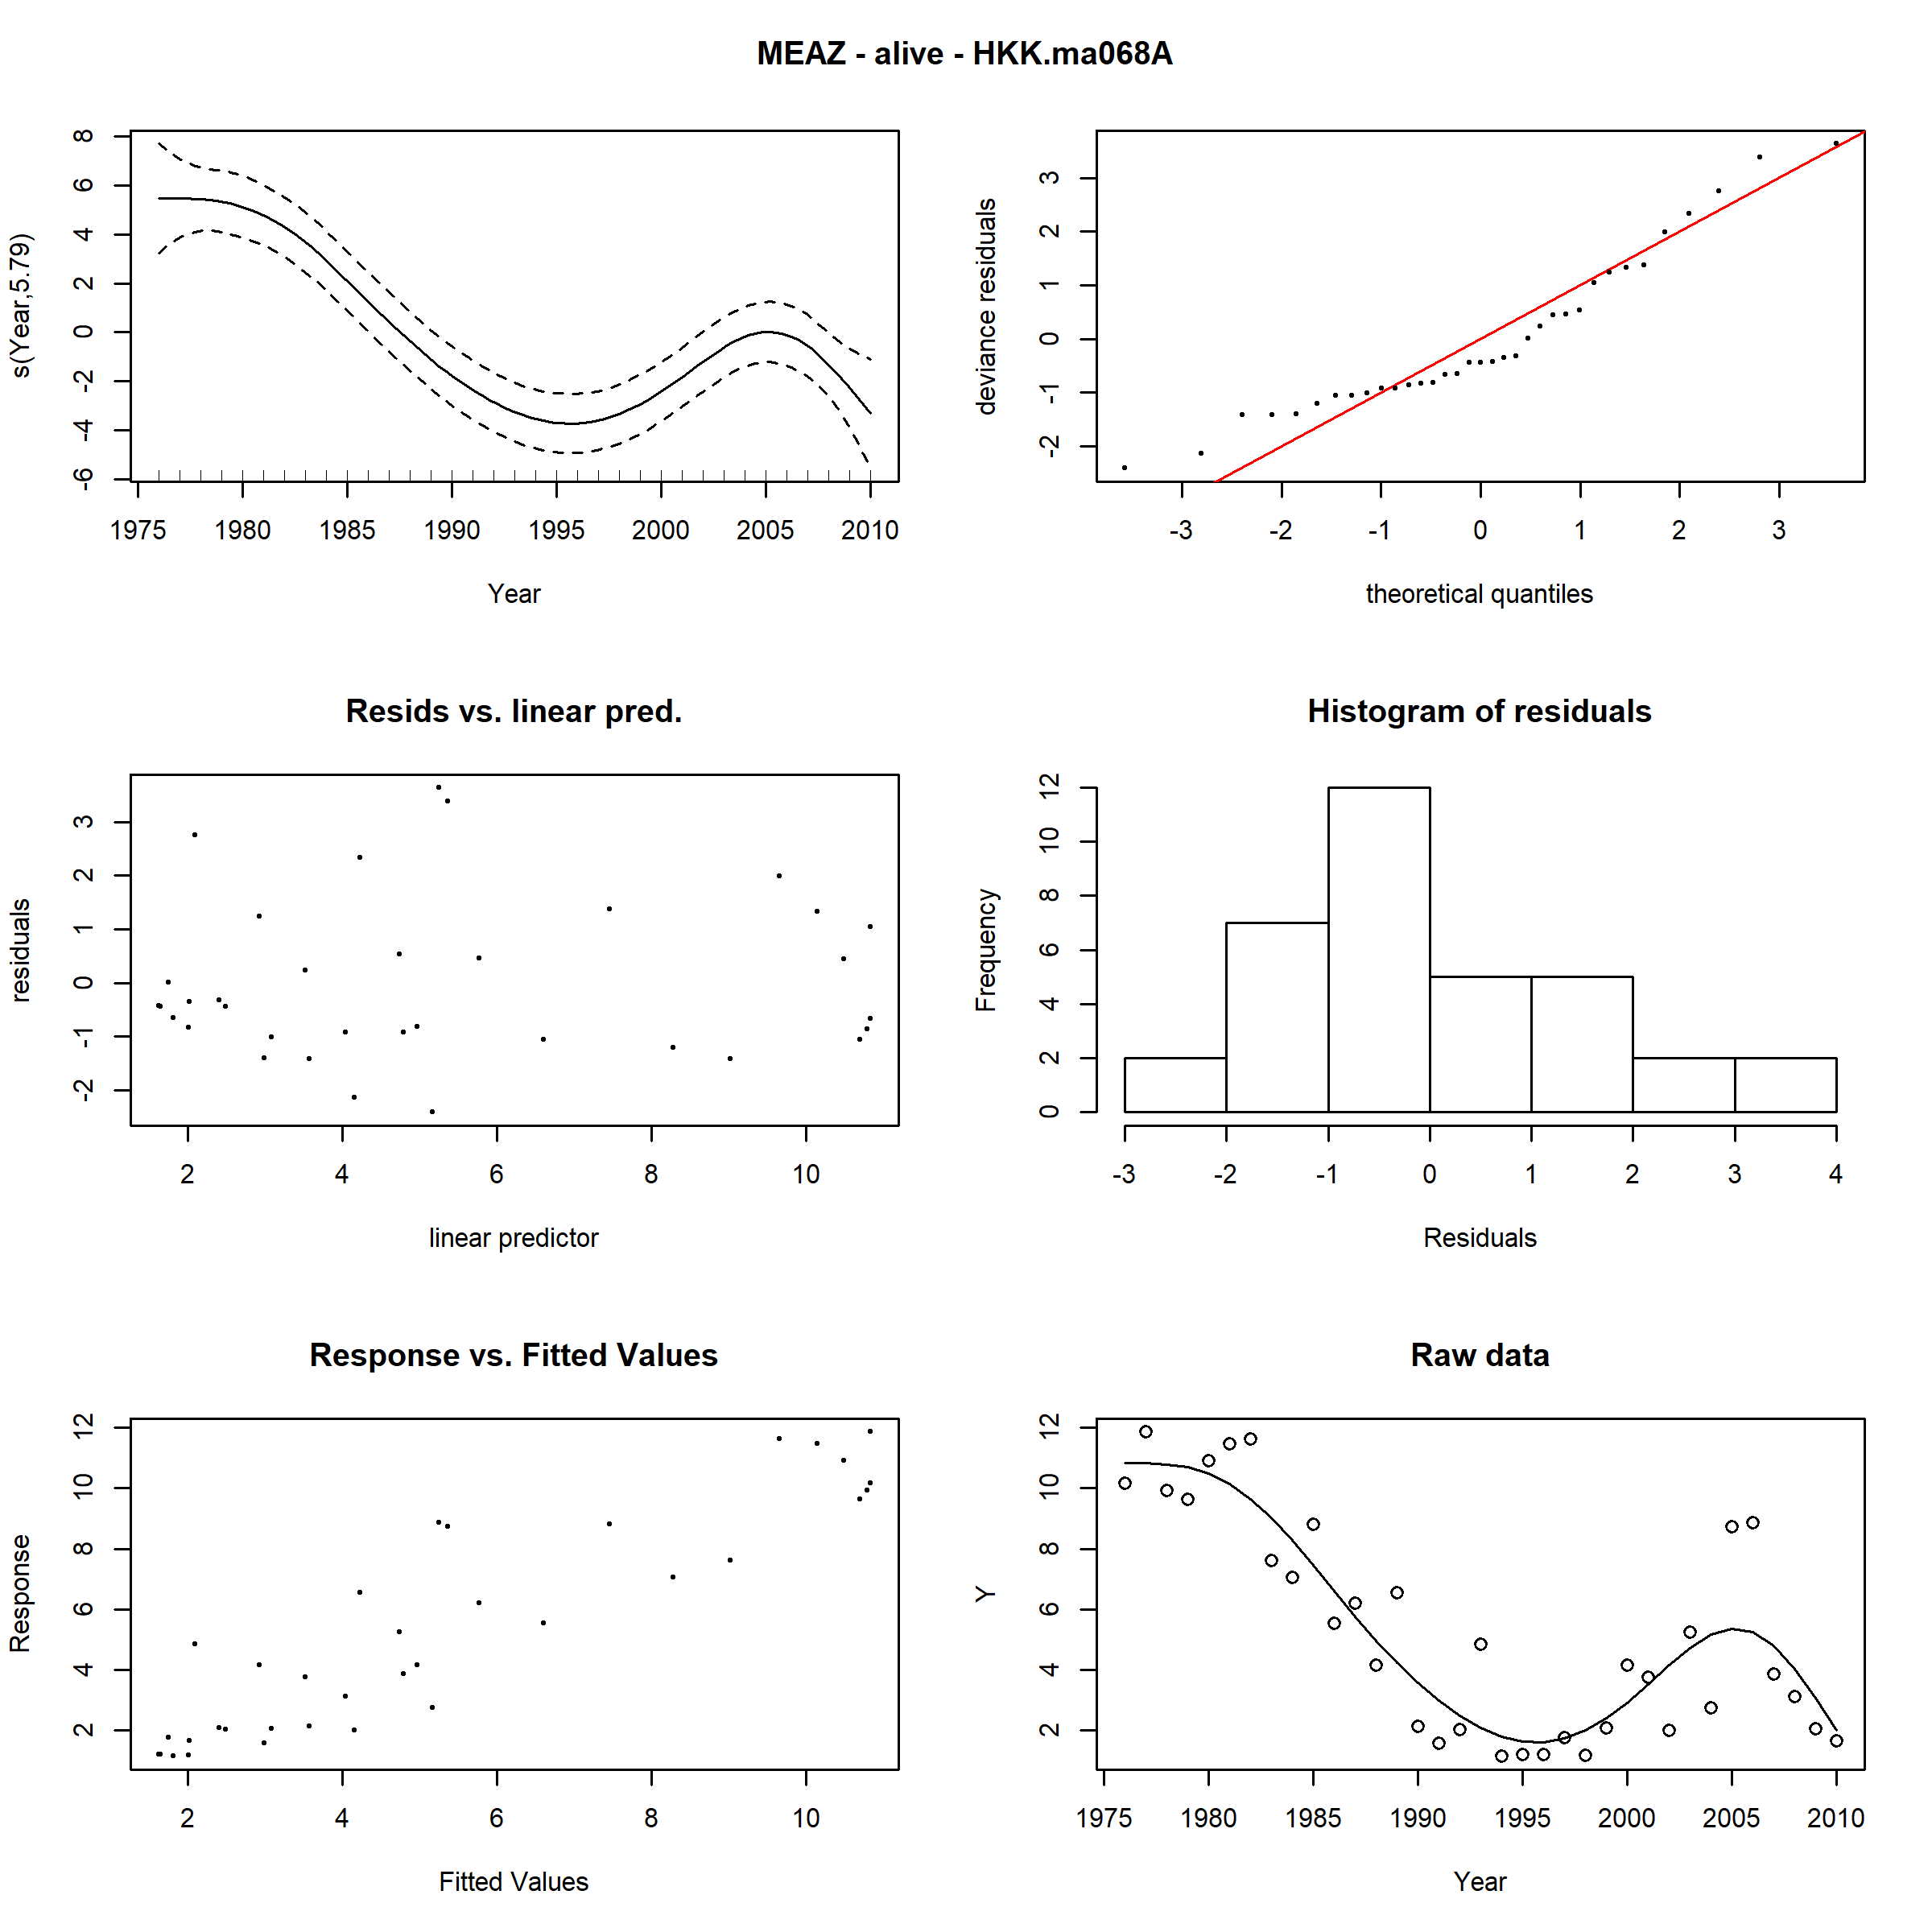 MEAZ - alive - HKK.ma068A
s(Year,5.79)
8
6
4
2
0
-2
-4
-6
1975 1980 1985 1990 1995 2000 2005 2010
Year
deviance residuals
3
2
1
0
-1
-2
-3 -2 -1 0 1 2 3
theoretical quantiles
Resids vs. linear pred.
residuals
3
2
1
0
-1
-2
2 4 6 8 10
linear predictor
Histogram of residuals
Frequency
12
10
8
6
4
2
0
-3 -2 -1 0 1 2 3 4
Residuals
Response vs. Fitted Values
Response
12
10
8
6
4
2
2 4 6 8 10
Fitted Values
Raw data
Y
12
10
8
6
4
2
1975 1980 1985 1990 1995 2000 2005 2010
Year